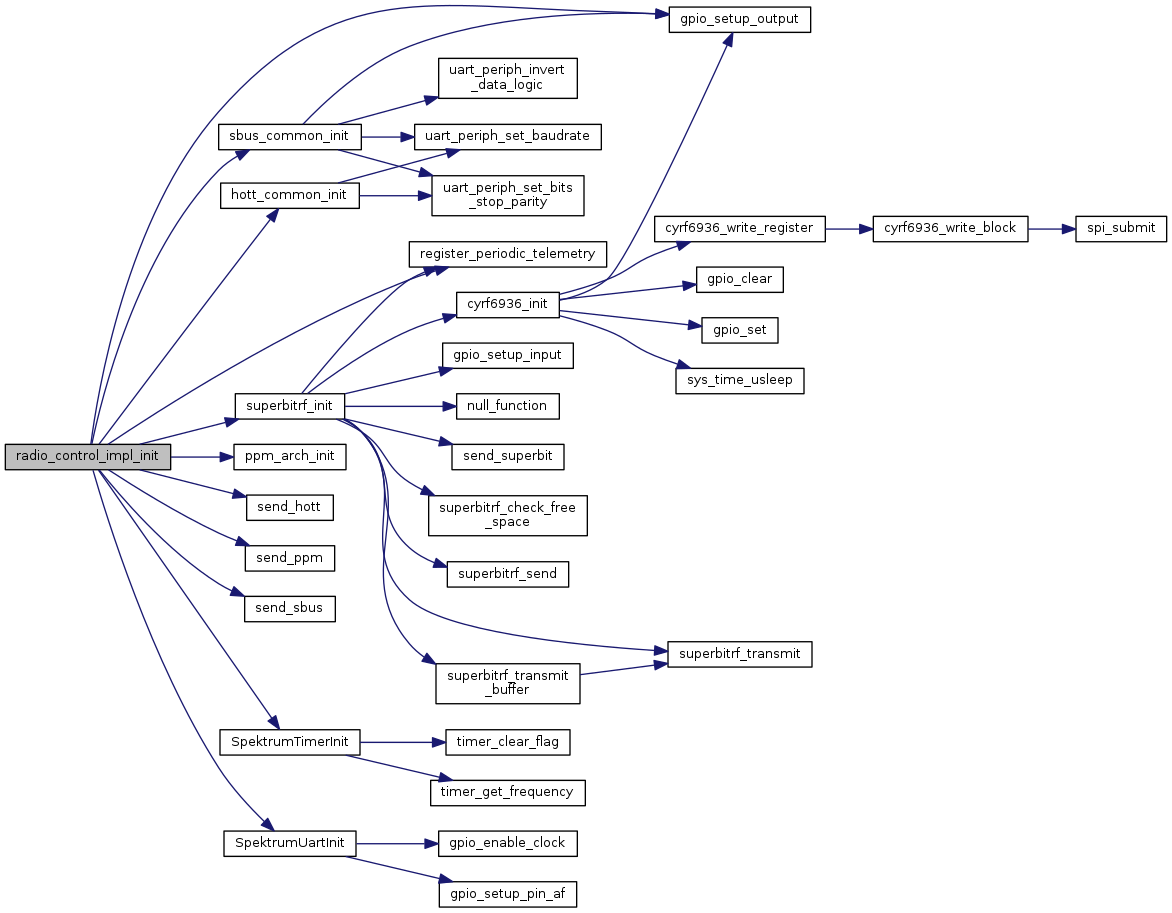 gpio_setup_output
uart_periph_invert
_data_logic
sbus_common_init
uart_periph_set_baudrate
hott_common_init
uart_periph_set_bits
_stop_parity
cyrf6936_write_register
cyrf6936_write_block
spi_submit
register_periodic_telemetry
gpio_clear
cyrf6936_init
gpio_set
gpio_setup_input
sys_time_usleep
superbitrf_init
null_function
radio_control_impl_init
ppm_arch_init
send_superbit
send_hott
superbitrf_check_free
_space
send_ppm
superbitrf_send
send_sbus
superbitrf_transmit
superbitrf_transmit
_buffer
SpektrumTimerInit
timer_clear_flag
timer_get_frequency
SpektrumUartInit
gpio_enable_clock
gpio_setup_pin_af